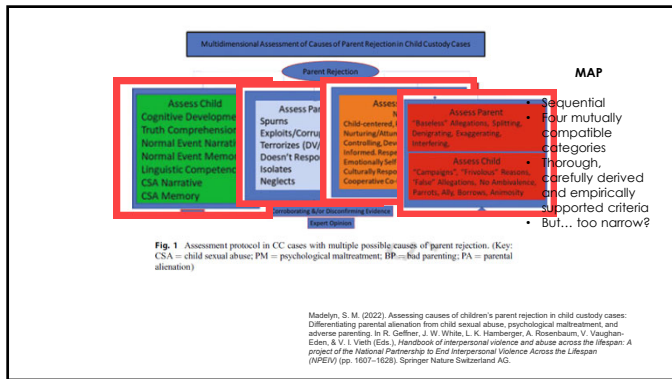 Multidimensional Assessment of Causes of Parent Rejection in Child Custody Cases
Parent Rejection
Assess Child
Cognitive Developme
Truth Comprehension
Normal Event Narrati
Normal Event Memor
Linguistic Competenc
CSA Narrative
CSA Memory
Assess Par
Spurns
Exploits/Corrup
Terrorizes (DV/
Doesn't Respo
Isolates
Neglects
Assess
N
Child-centered,
Nurturing/Attun
Controlling, Dev
Informed. Respe
Emotionally Self
Culturally Respo
Cooperative Co-
Assess Parent
"Baseless" Allegations, Splitting,
Denigrating, Exaggerating,
Interfering,
Assess Child
"Campaigns", "Frivolous" Reasons,
"False" Allegations, No Ambivalence,
Parrots, Ally, Borrows, Animosity
Corroborating &/or Disconfirming Evidence
Expert Opinion
Fig. 1 Assessment protocol in CC cases with multiple possible causes of parent rejection. (Key:
CSA = child sexual abuse; PM = psychological maltreatment; BP = bad parenting; PA = parental
alienation)
MAP
• Sequential
• Four mutually
compatible
categories
• Thorough,
carefully derived
and empirically
supported criteria
• But… too narrow?
Madelyn, S. M. (2022). Assessing causes of children's parent rejection in child custody cases:
Differentiating parental alienation from child sexual abuse, psychological maltreatment, and
adverse parenting. In R. Geffner, J. W. White, L. K. Hamberger, A. Rosenbaum, V. Vaughan-
Eden, & V. I. Vieth (Eds.), Handbook of interpersonal violence and abuse across the lifespan: A
project of the National Partnership to End Interpersonal Violence Across the Lifespan
(NPEIV) (pp. 1607–1628). Springer Nature Switzerland AG.